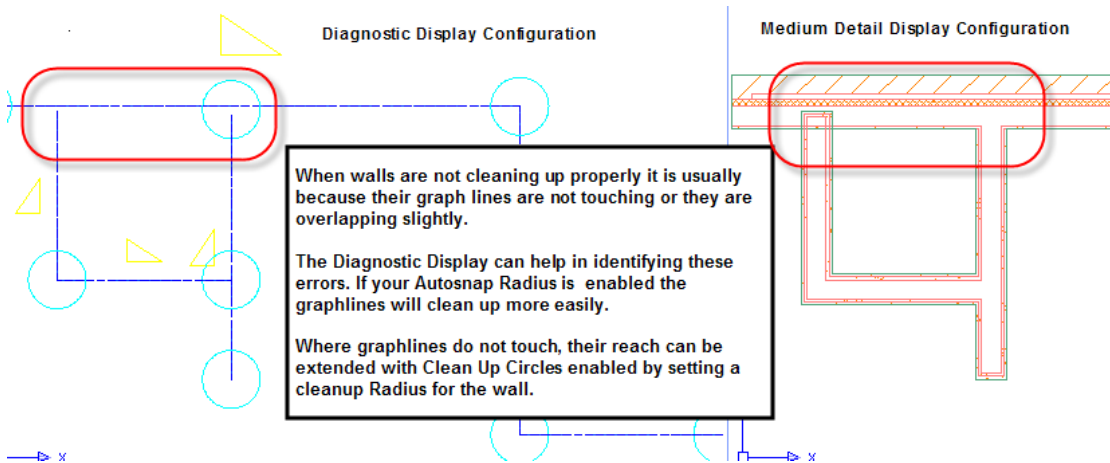 Diagnostic Display Configuration
Medium Detail Display Configuration
When walls are not cleaning up properly it is usually
because their graph lines are not touching or they are
overlapping slightly.
The Diagnostic Display can help in identifying these
errors. If your Autosnap Radius is enabled the
graphlines will clean up more easily.
Where graphlines do not touch, their reach can be
extended with Clean Up Circles enabled by setting a
cleanup Radius for the wall.
X
X